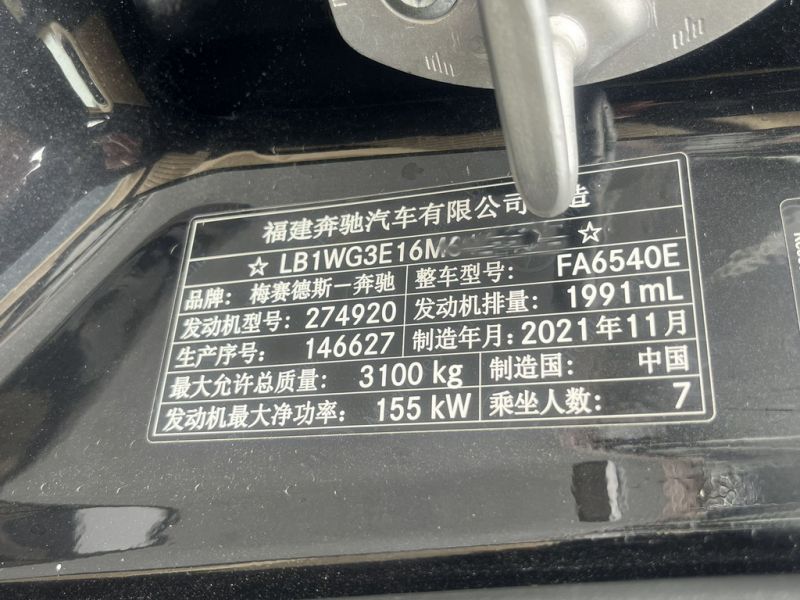 福建奔驰汽车有限公司 造
☆ LB1WG3E16M ☆
品牌: 梅赛德斯一奔驰 整车型号: FA6540E
发动机型号: 274920 发动机排量: 1991mL
生产序号: 146627 制造年月: 2021年11月
最大允许总质量: 3100 kg 制造国: 中国
发动机最大净功率: 155 kW 乘坐人数: 7